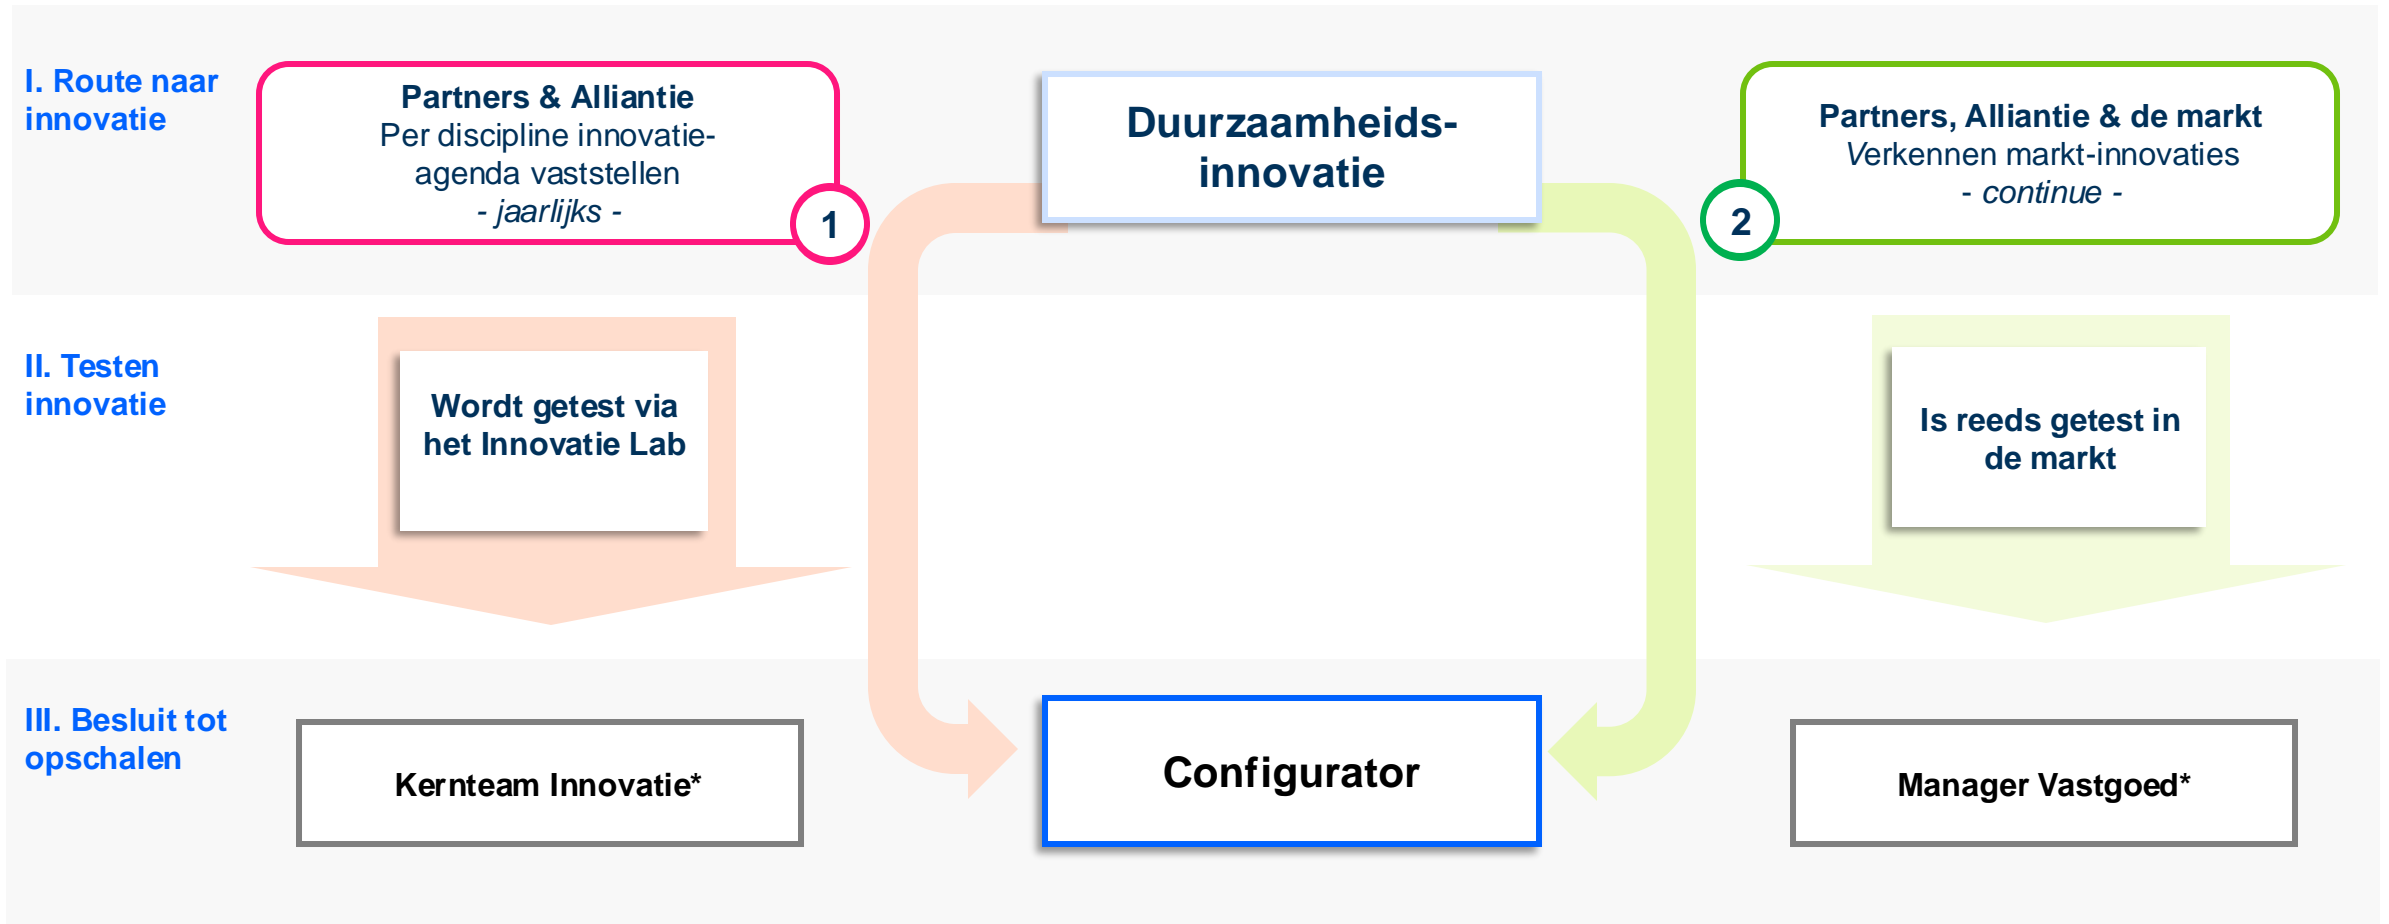 I. Route naar
innovatie
Partners & Alliantie
Per discipline innovatie-
agenda vaststellen
- jaarlijks -
1
Duurzaamheids-
innovatie
Partners, Alliantie & de markt
Verkennen markt-innovaties
- continue -
2
II. Testen
innovatie
Wordt getest via
het Innovatie Lab
Is reeds getest in
de markt
III. Besluit tot
opschalen
Kernteam Innovatie*
Configurator
Manager Vastgoed*